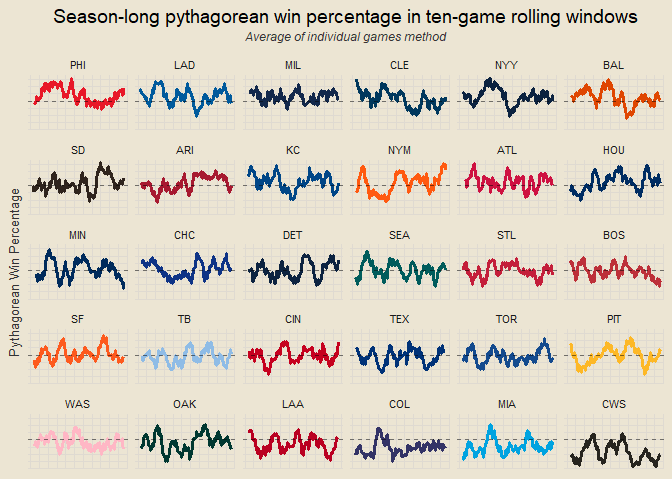 Season-long pythagorean win percentage in ten-game rolling windows
Average of individual games method
PHI LAD MIL CLE NYY BAL
SD ARI KC NYM ATL HOU
Pythagorean Win Percentage
MIN CHC DET SEA STL BOS
SF TB CIN TEX TOR PIT
WAS OAK LAA COL MIA CWS